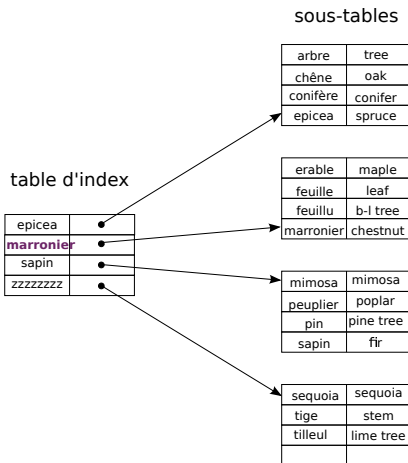 sous-tables
arbre tree
chêne oak
conifère conifer
epicea spruce
erable maple
feuille leaf
feuillu b-l tree
marronier chestnut
table d'index
epicea
marronier
sapin
zzzzzzzz
mimosa mimosa
peuplier poplar
pin pine tree
sapin fir
sequoia sequoia
tige stem
tilleul lime tree